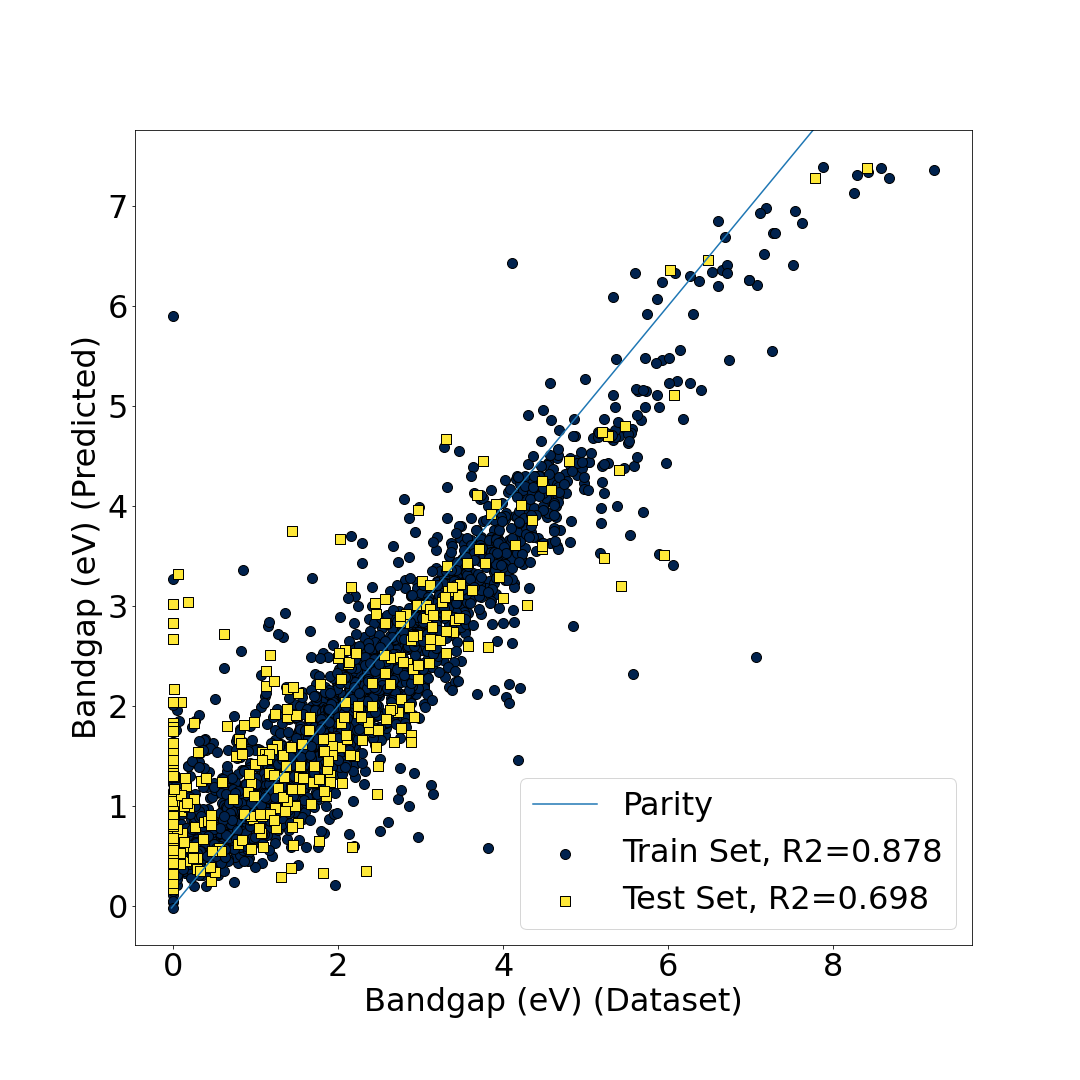 7
6
5
4
3
2
1
0
Bandgap (eV) (Predicted)
Parity
Train Set, R2=0.878
Test Set, R2=0.698
0 2 4 6 8
Bandgap (eV) (Dataset)